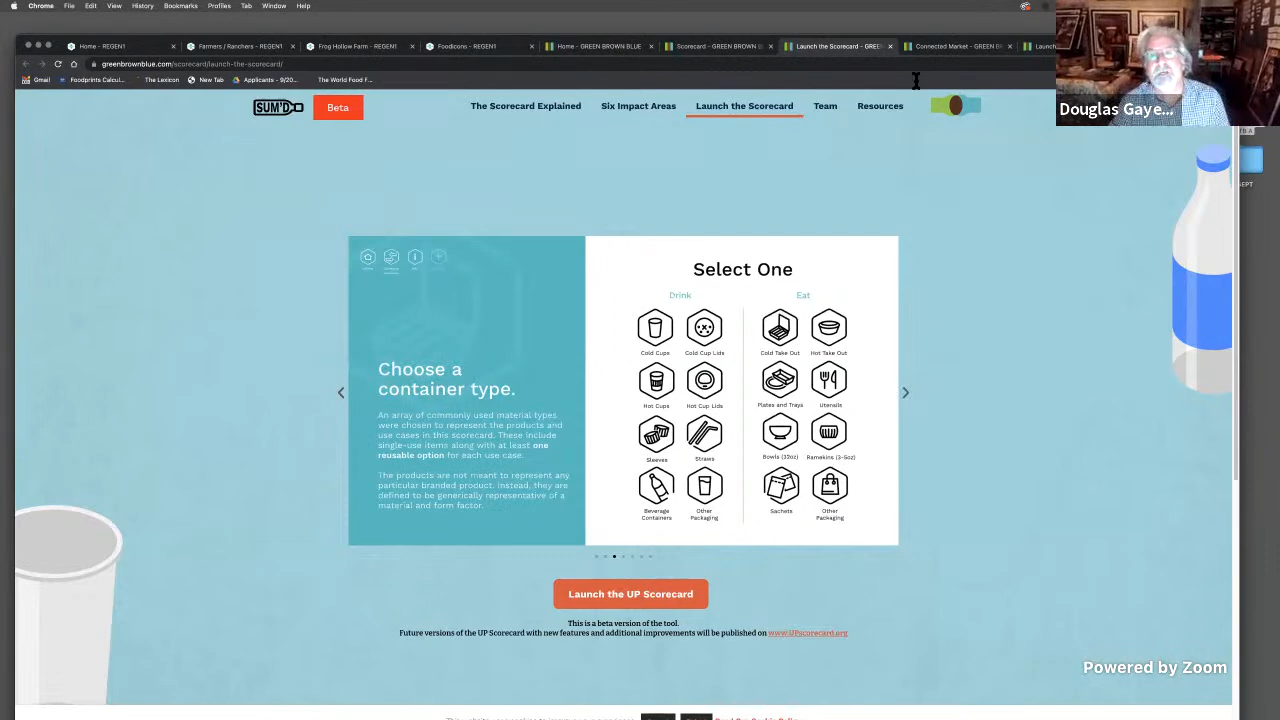 Chrome File Edit View History Bookmarks Profiles Tab Window Help
Home - REGEN1
Farmers / Ranchers - REGEN1
Frog Hollow Farm - REGEN1
Foodicons - REGEN1
Home - GREEN BROWN BLUE
Scorecard - GREEN BROWN B
Launch the Scorecard - GREE
Connected Market - GREEN B
greenbrownblue.com/scorecard/launch-the-scorecard/
Gmail
Foodprints Calcul...
The Lexicon
New Tab
Applicants - 9/20...
The World Food F...
Douglas Gaye...
SUM'D
Beta
The Scorecard Explained
Six Impact Areas
Launch the Scorecard
Team
Resources
SEPT
Choose a
container type.
An array of commonly used material types
were chosen to represent the products and
use cases in this scorecard. These include
single-use items along with at least one
reusable option for each use case.
The products are not meant to represent any
particular branded product. Instead, they are
defined to be generically representative of a
material and form factor.
Select One
Drink
Eat
Cold Cups
Cold Cup Lids
Cold Take Out
Hot Take Out
Hot Cups
Hot Cup Lids
Plates and Trays
Utensils
Sleeves
Straws
Bowls (32oz)
Ramekins (3-5oz)
Beverage
Containers
Other
Packaging
Sachets
Other
Packaging
Launch the UP Scorecard
This is a beta version of the tool.
Future versions of the UP Scorecard with new features and additional improvements will be published on www.UPscorecard.org
Powered by Zoom